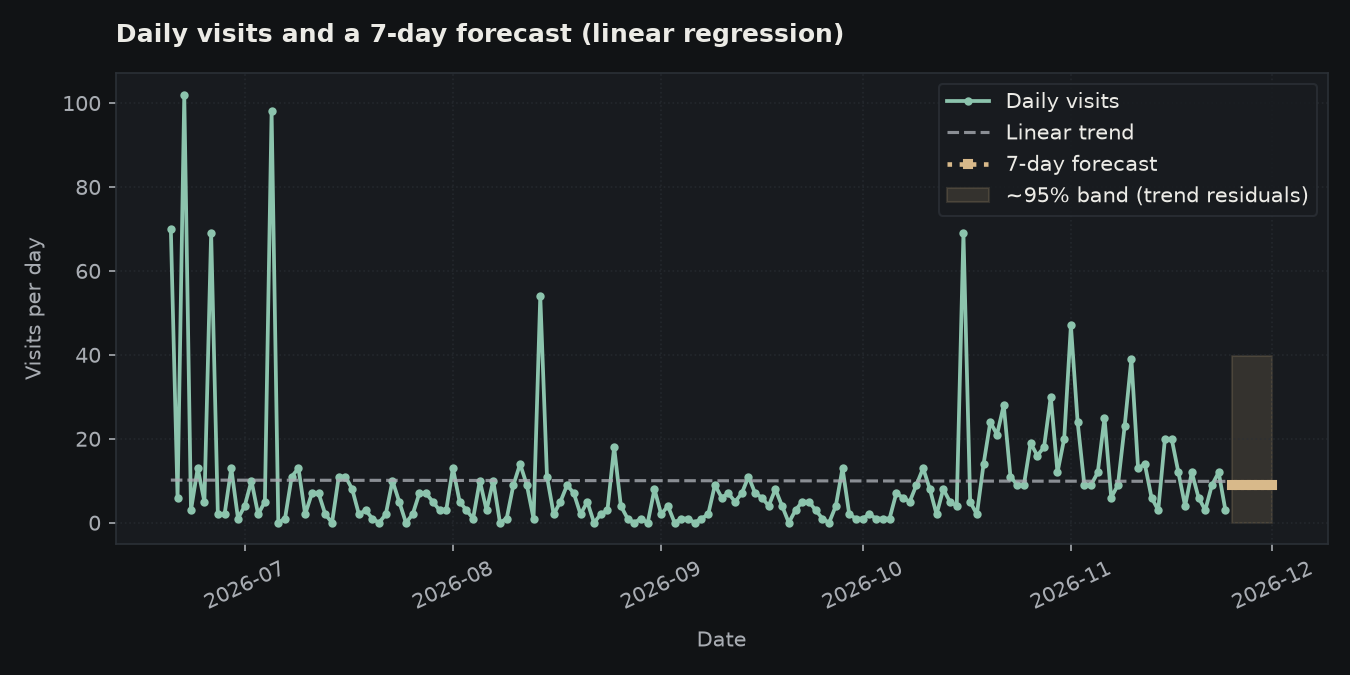 Daily visits and a 7-day forecast (linear regression)
Daily visits
Linear trend
7-day forecast
~95% band (trend residuals)
100
80
60
40
20
0
Visits per day
2026-07
2026-08
2026-09
2026-10
2026-11
2026-12
Date